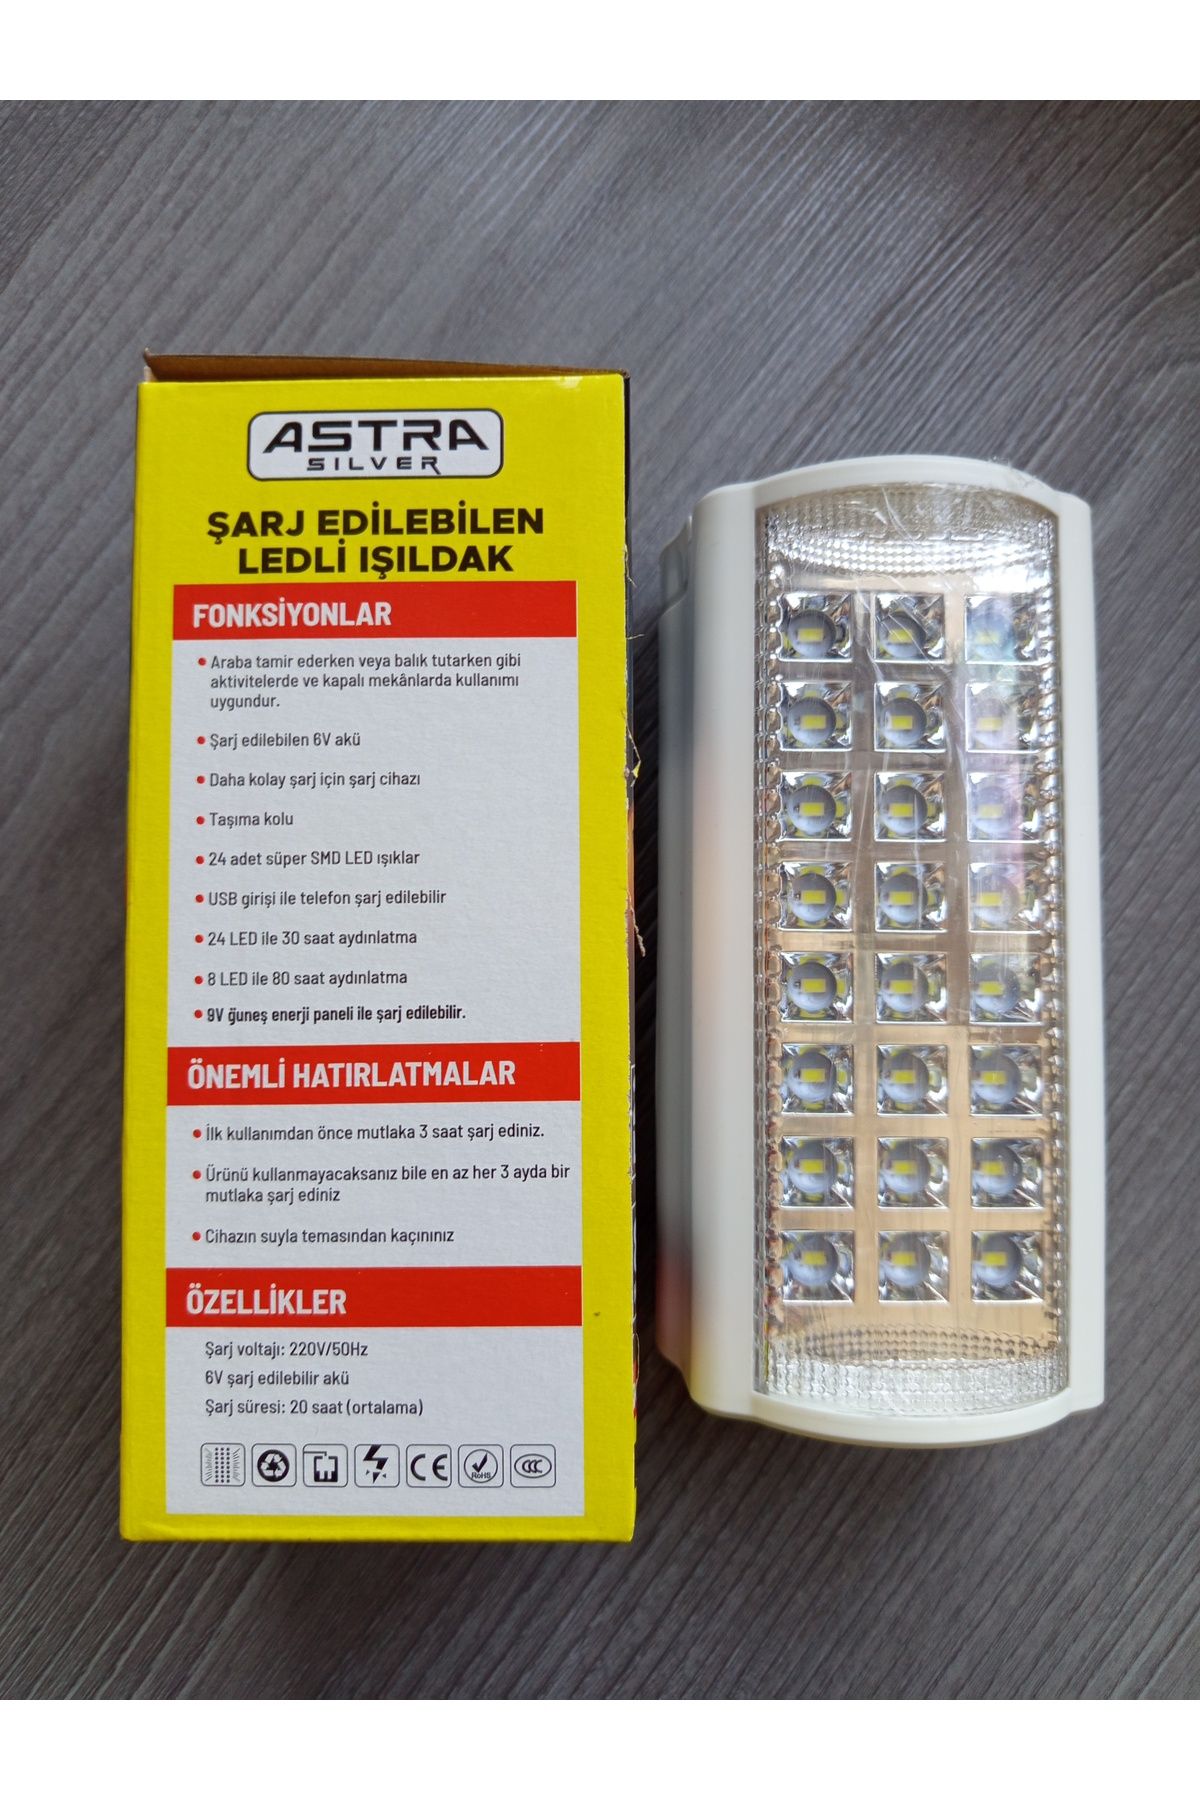 ASTRA
SILVER
ŞARJ EDİLEBİLEN
LEDLİ IŞILDAK
FONKSİYONLAR
• Araba tamir ederken veya balık tutarken gibi
aktivitelerde ve kapalı mekânlarda kullanımı
uygundur.
• Şarj edilebilen 6V akü
• Daha kolay şarj için şarj cihazı
• Taşıma kolu
• 24 adet süper SMD LED ışıklar
• USB girişi ile telefon şarj edilebilir
• 24 LED ile 30 saat aydınlatma
• 8 LED ile 80 saat aydınlatma
• 9V ğuneş enerji paneli ile şarj edilebilir.
ÖNEMLİ HATIRLATMALAR
• İlk kullanımdan önce mutlaka 3 saat şarj ediniz.
• Ürünü kullanmayacaksanız bile en az her 3 ayda bir
mutlaka şarj ediniz
• Cihazın suyla temasından kaçınınız
ÖZELLİKLER
Şarj voltajı: 220V/50Hz
6V şarj edilebilir akü
Şarj süresi: 20 saat (ortalama)
CE RoHS CCC